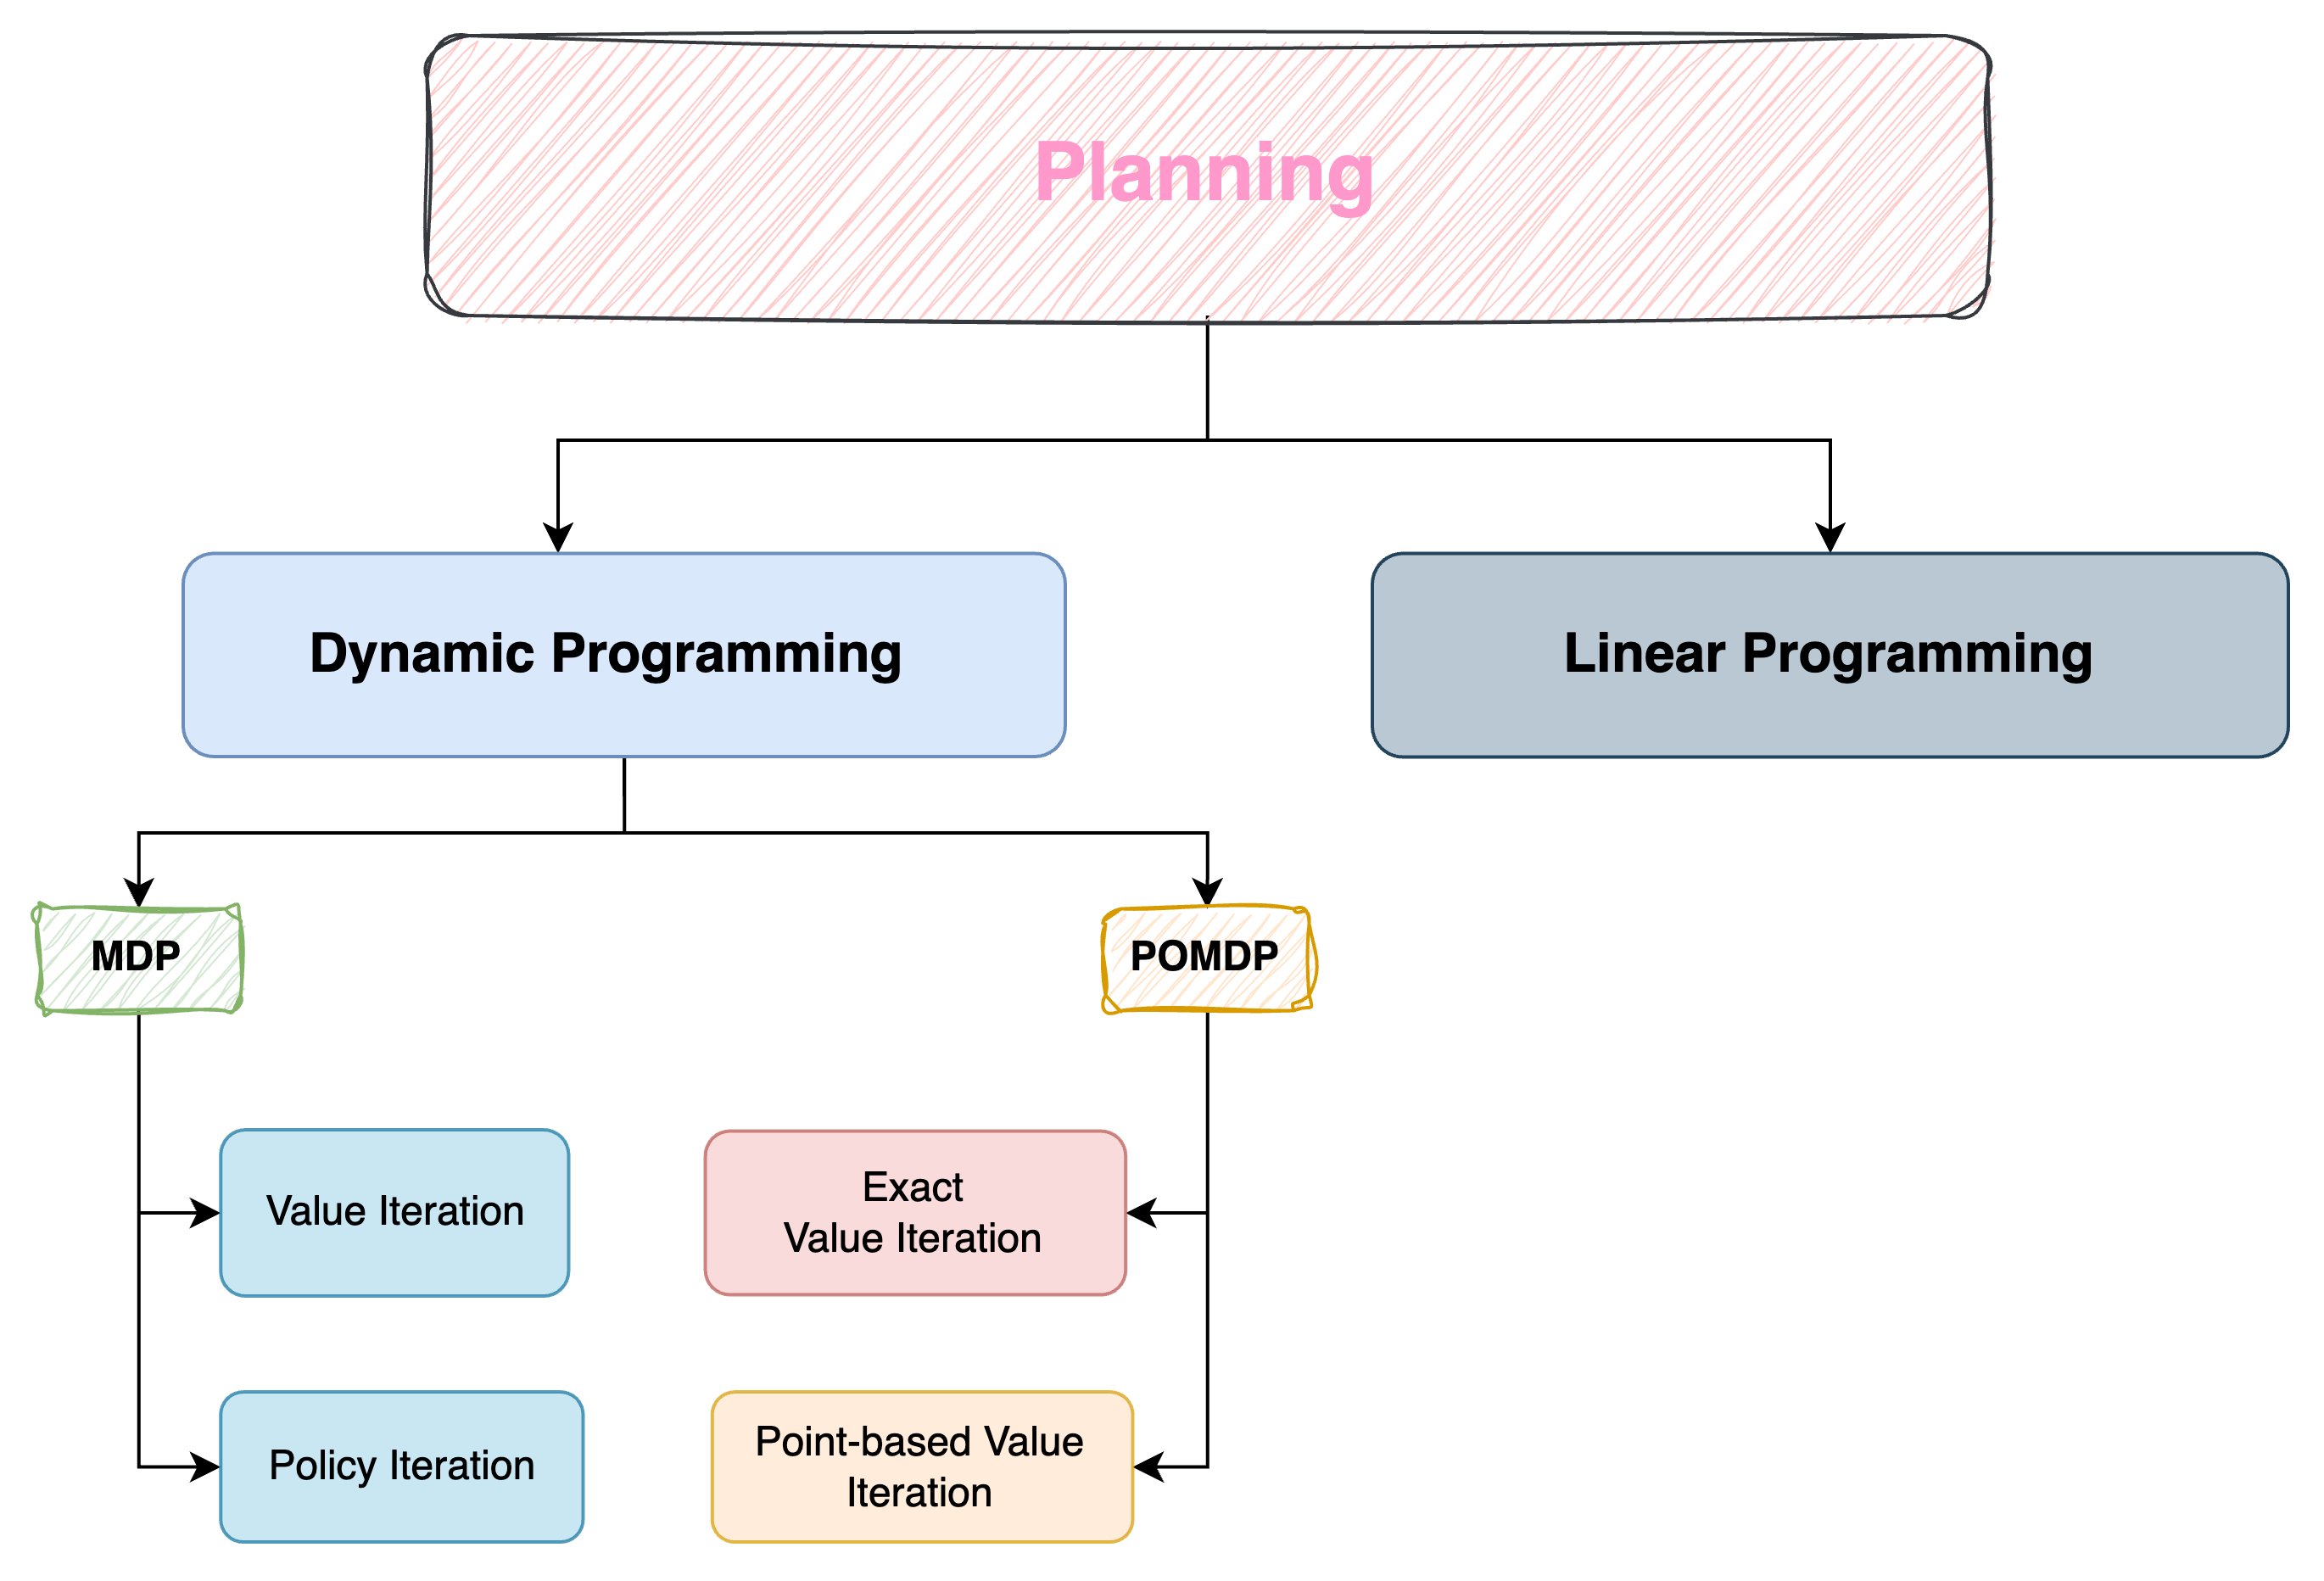 Planning
Dynamic Programming
Linear Programming
MDP
POMDP
Value Iteration
Exact
Value Iteration
Policy Iteration
Point-based Value
Iteration